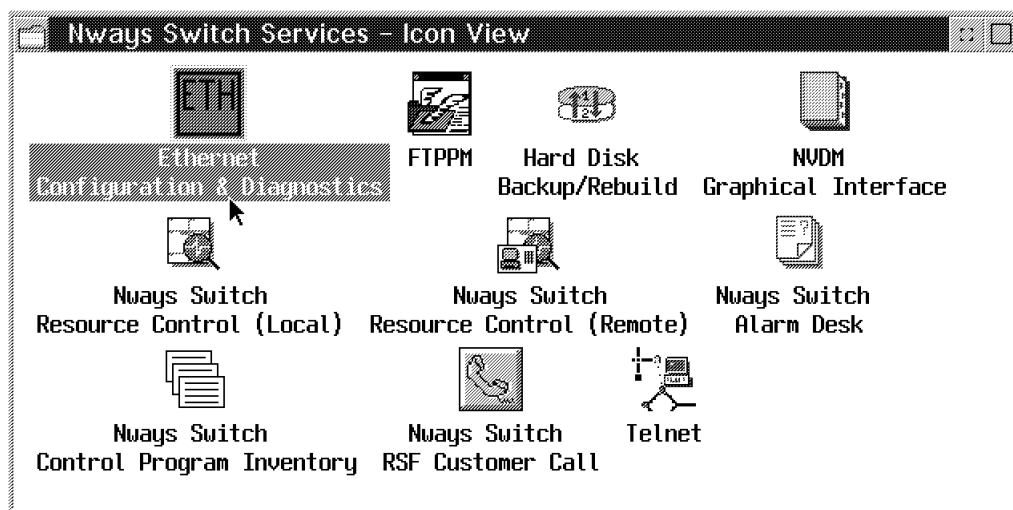 Nways Switch Services - Icon View
ETH
Ethernet
Configuration & Diagnostics
FTPPM
1
2
Hard Disk
Backup/Rebuild
NVDM
Graphical Interface
Nways Switch
Resource Control (Local)
Nways Switch
Resource Control (Remote)
?
Nways Switch
Alarm Desk
Nways Switch
Control Program Inventory
Nways Switch
RSF Customer Call
Telnet